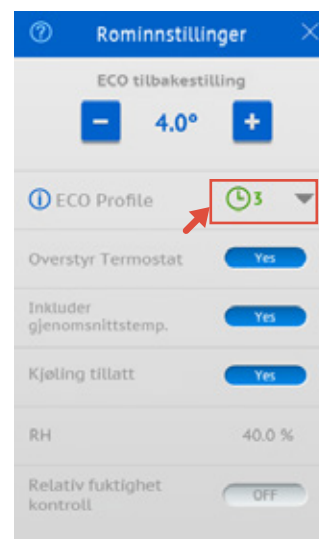 Rominnstillinger
ECO tilbakestilling
4.0°
ECO Profile 3
Overstyr Termostat Yes
Inkluder
gjenomsnittstemp. Yes
Kjøling tillatt Yes
RH 40.0 %
Relativ fuktighet
kontroll OFF